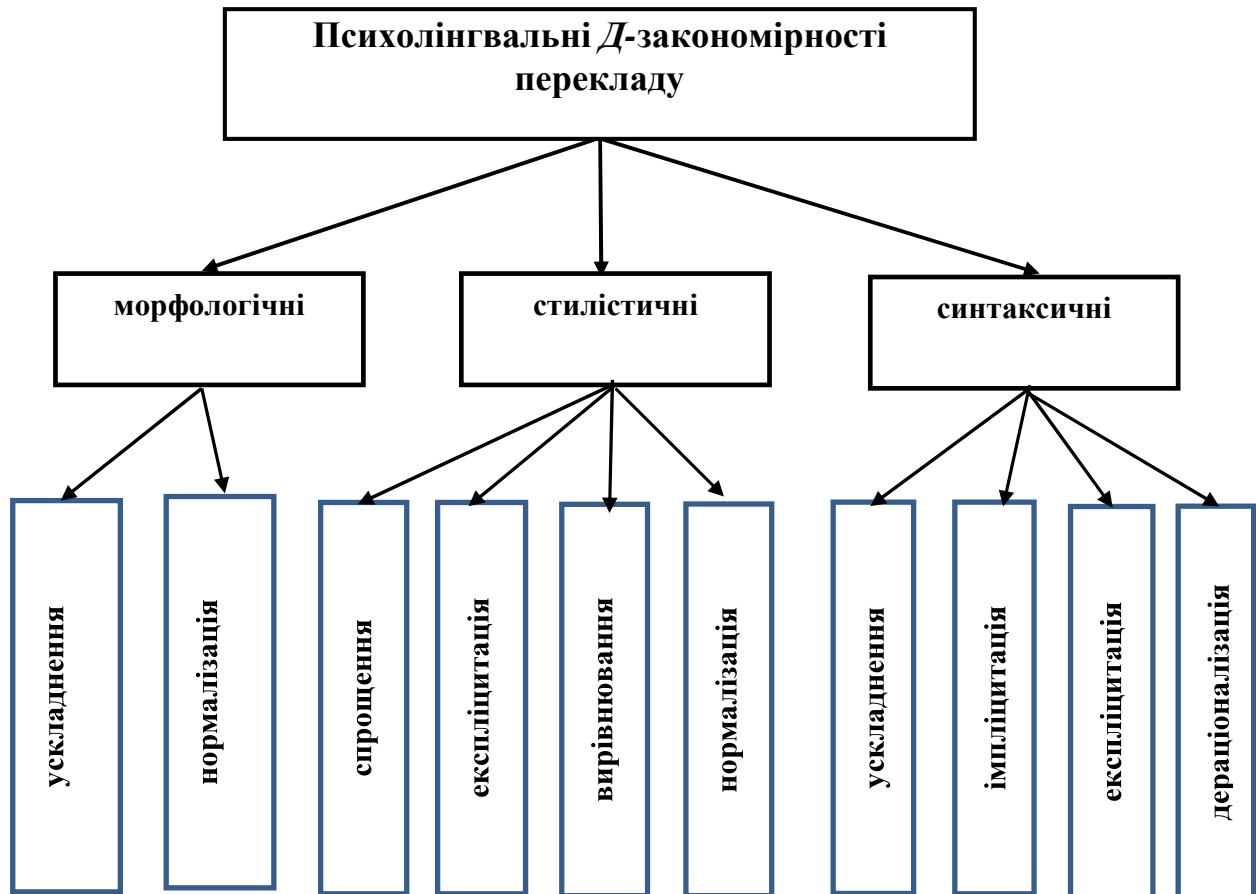 Психолінгвальні Д-закономірності
перекладу
морфологічні
стилістичні
синтаксичні
ускладнення
нормалізація
спрощення
експліцитація
вирівнювання
нормалізація
ускладнення
імпліцитація
експліцитація
дераціоналізація